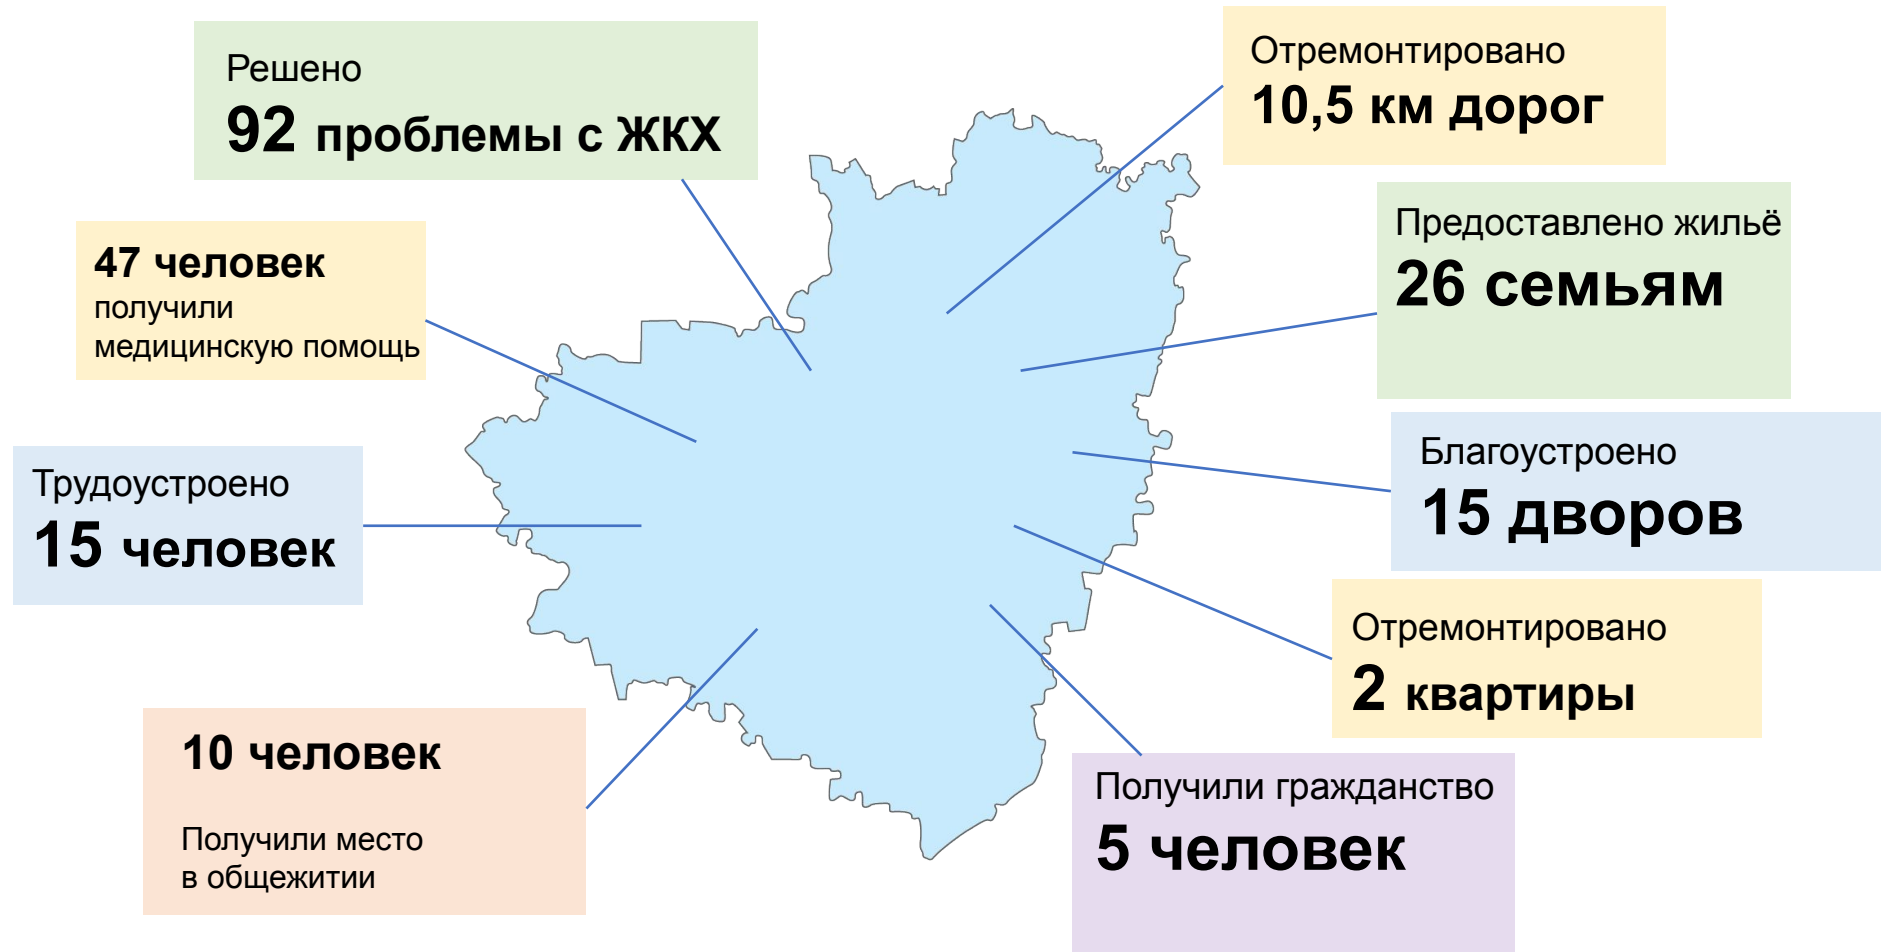 Решено
92 проблемы с ЖКХ
Отремонтировано
10,5 км дорог
47 человек
получили
медицинскую помощь
Предоставлено жильё
26 семьям
Трудоустроено
15 человек
Благоустроено
15 дворов
Отремонтировано
2 квартиры
10 человек
Получили место
в общежитии
Получили гражданство
5 человек